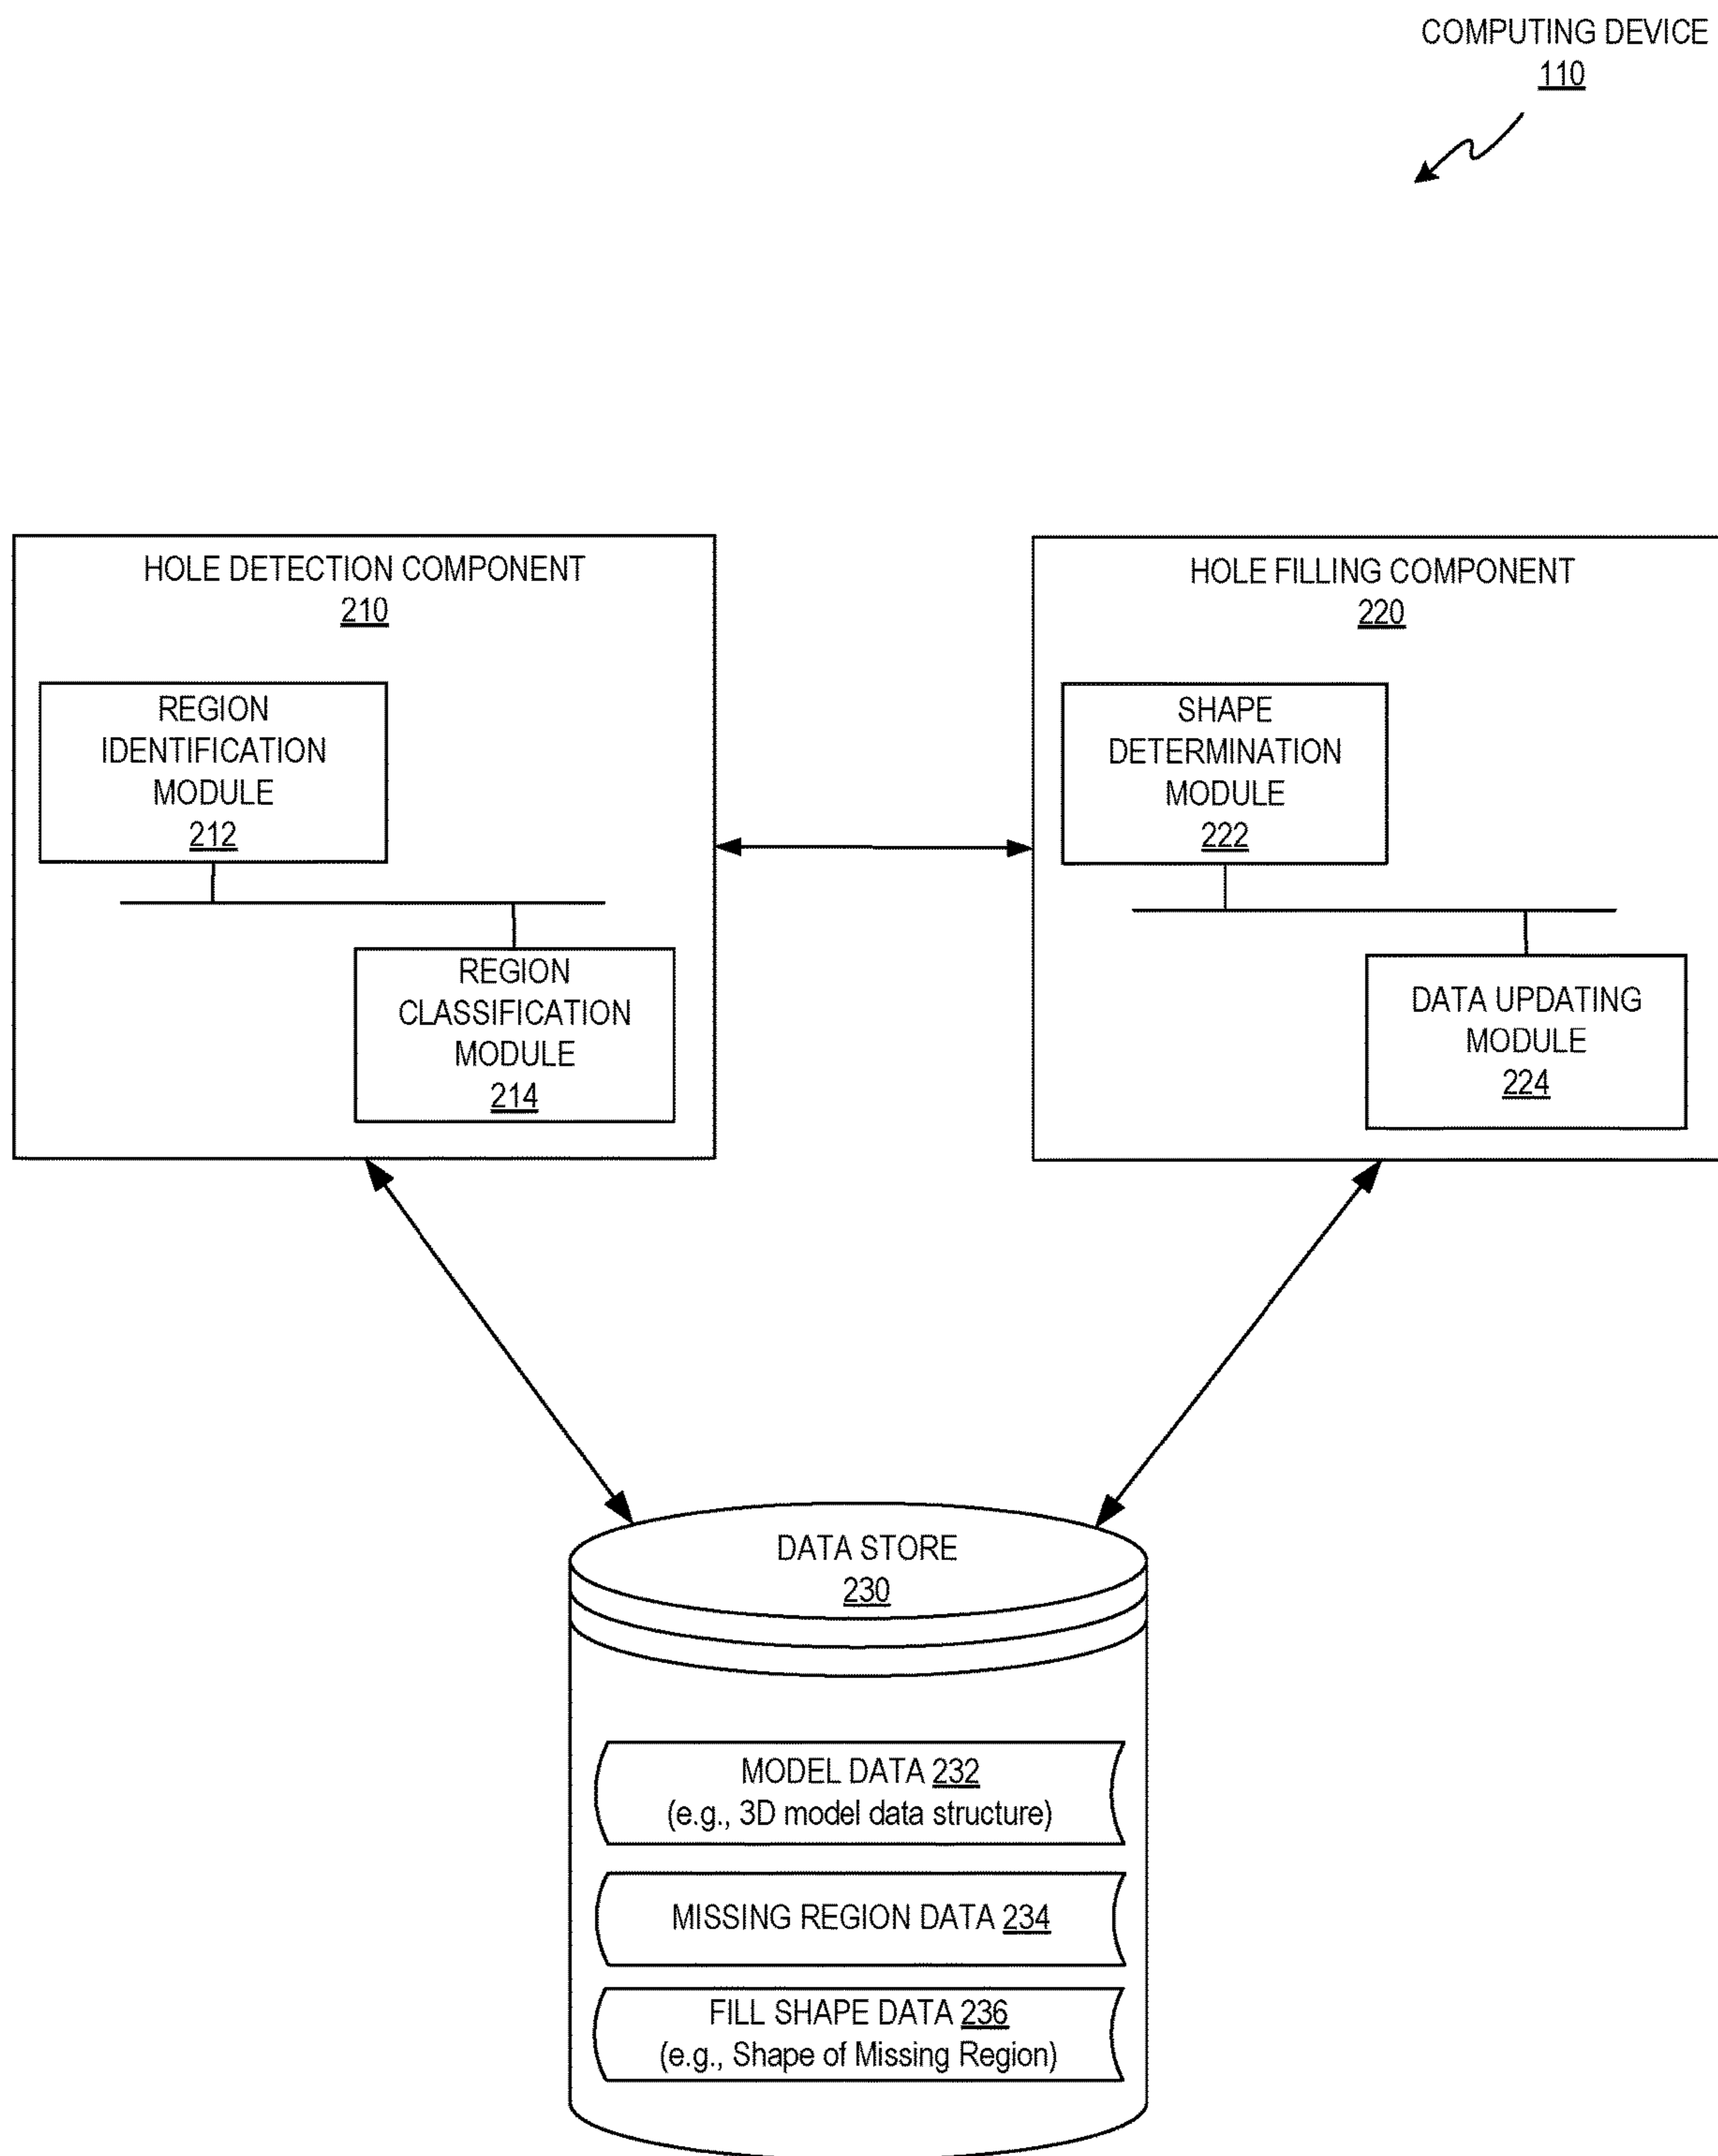 COMPUTING DEVICE
110
HOLE DETECTION COMPONENT
210
REGION
IDENTIFICATION
MODULE
212
REGION
CLASSIFICATION
MODULE
214
HOLE FILLING COMPONENT
220
SHAPE
DETERMINATION
MODULE
222
DATA UPDATING
MODULE
224
DATA STORE
230
MODEL DATA 232
(e.g., 3D model data structure)
MISSING REGION DATA 234
FILL SHAPE DATA 236
(e.g., Shape of Missing Region)